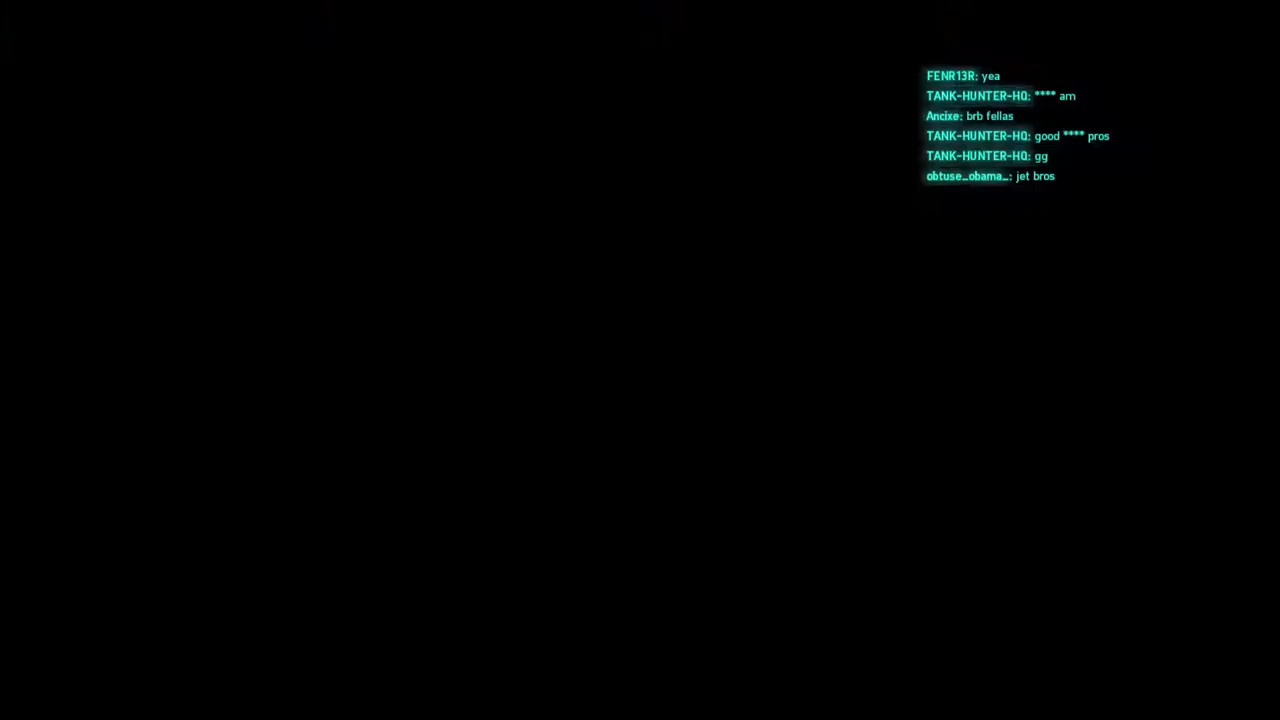 FENR13R: yea
TANK-HUNTER-HQ: **** am
Ancixe: brb fellas
TANK-HUNTER-HQ: good **** pros
TANK-HUNTER-HQ: gg
obtuse_obama_: jet bros